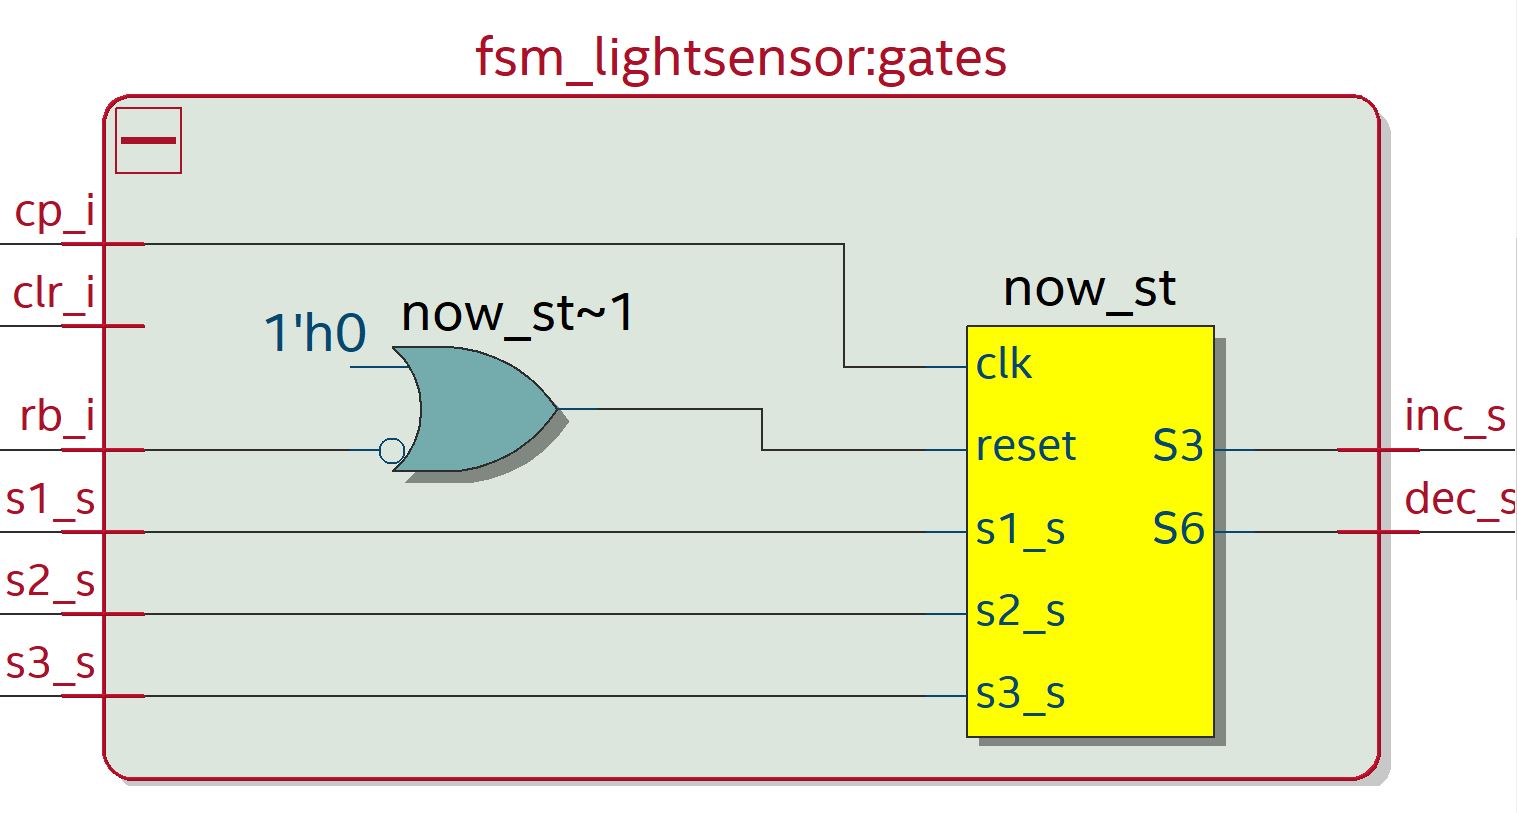 fsm_lightsensor:gates
cp_i
clr_i
now_st~1
1'h0
rb_i
s1_s
s2_s
s3_s
now_st
clk
reset
S3
s1_s
S6
s2_s
s3_s
inc_s
dec_s